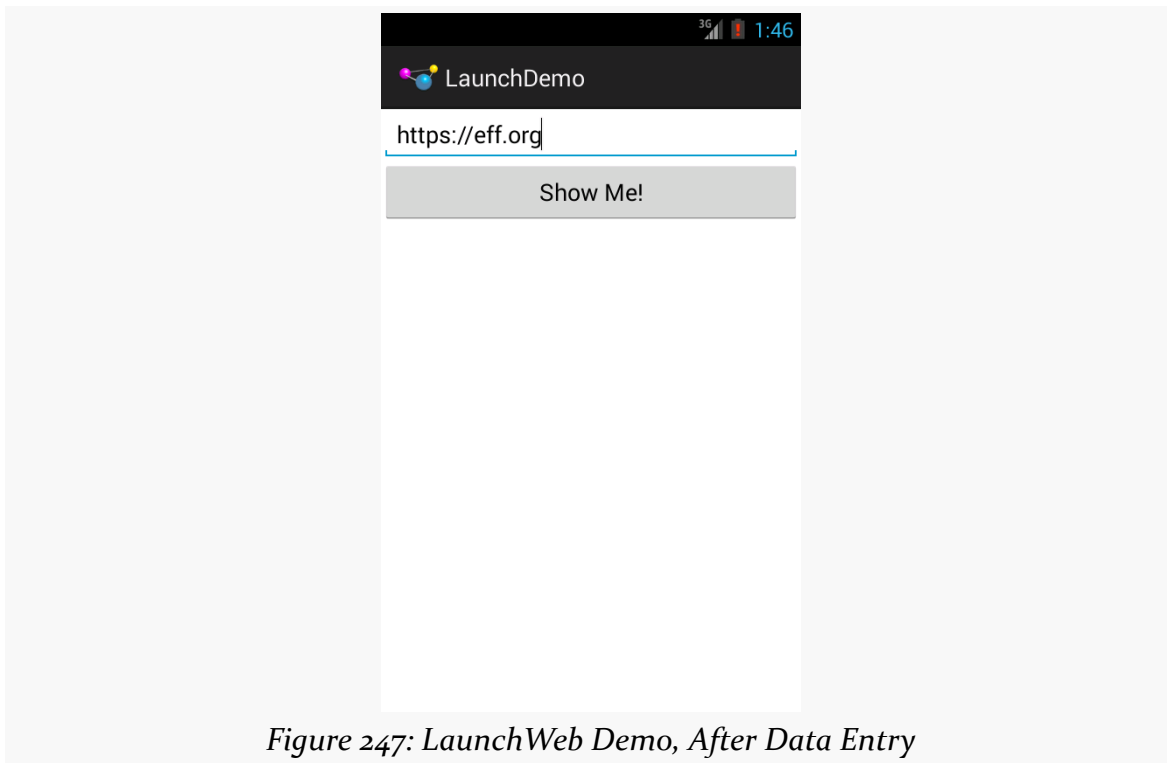 3G 1:46
LaunchDemo
https://eff.org
Show Me!
Figure 247: LaunchWeb Demo, After Data Entry